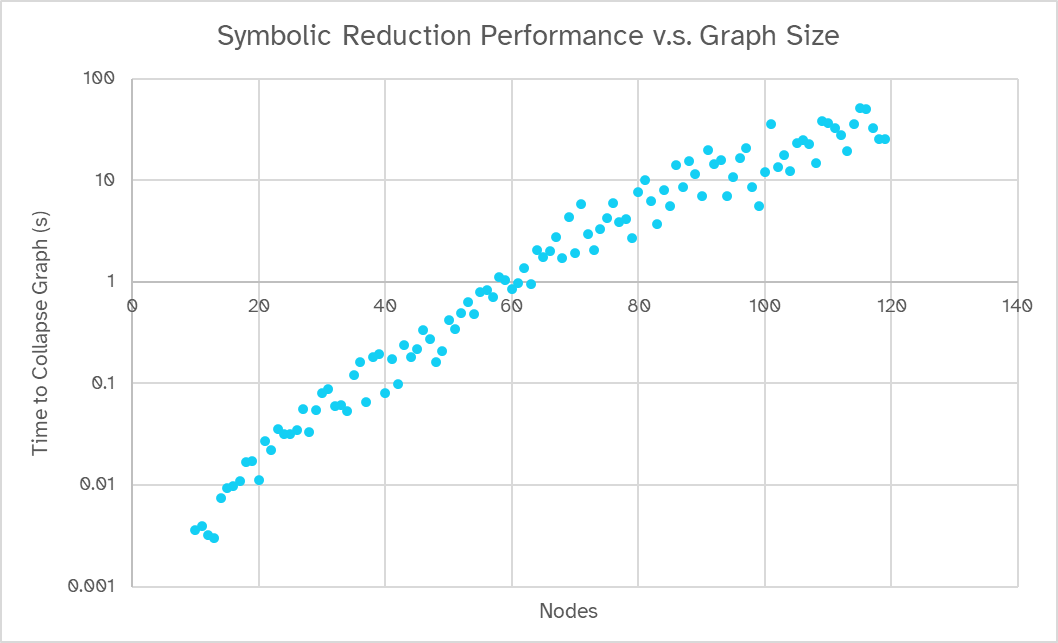 Symbolic Reduction Performance v.s. Graph Size
100
10
1
0 20 40 60 80 100 120 140
0.1
0.01
0.001
Time to Collapse Graph (s)
Nodes